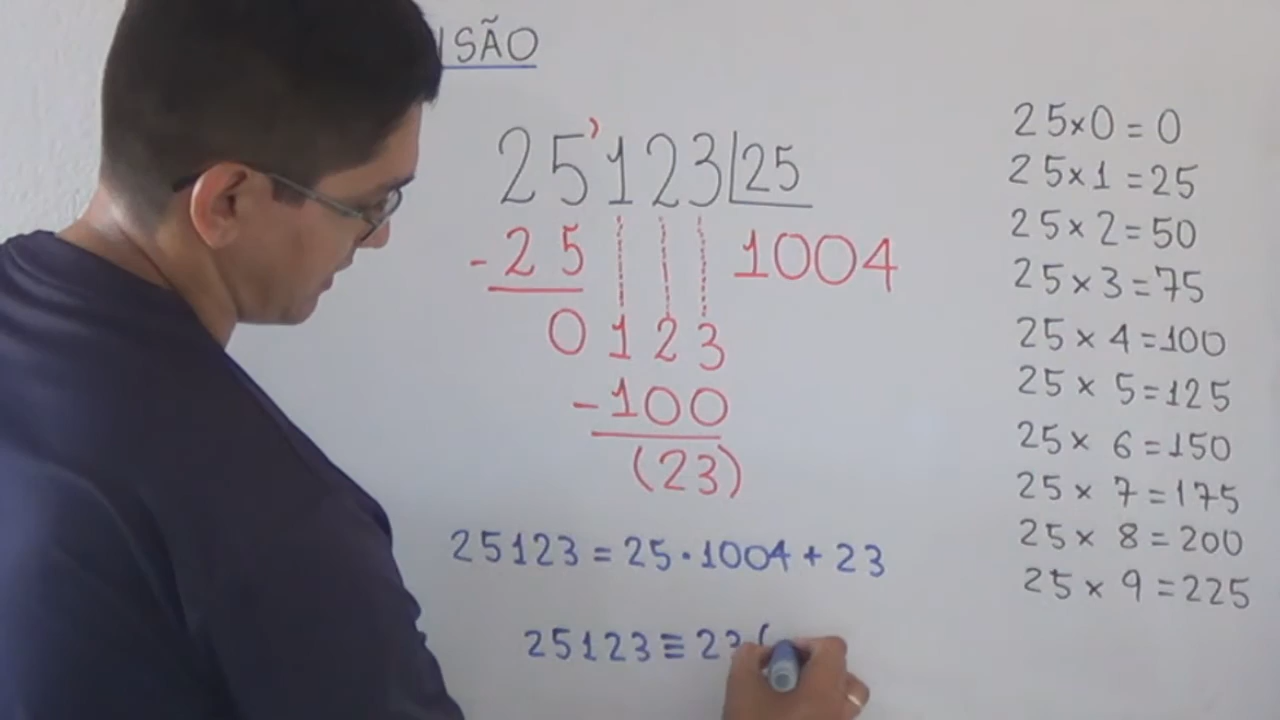 ISÃO
25'123|25
-25 1004
0123
-100
(23)
25123 = 25·1004 + 23
25123 ≡ 23 (
25×0 = 0
25×1 = 25
25×2 = 50
25×3 = 75
25×4 = 100
25×5 = 125
25×6 = 150
25×7 = 175
25×8 = 200
25×9 = 225